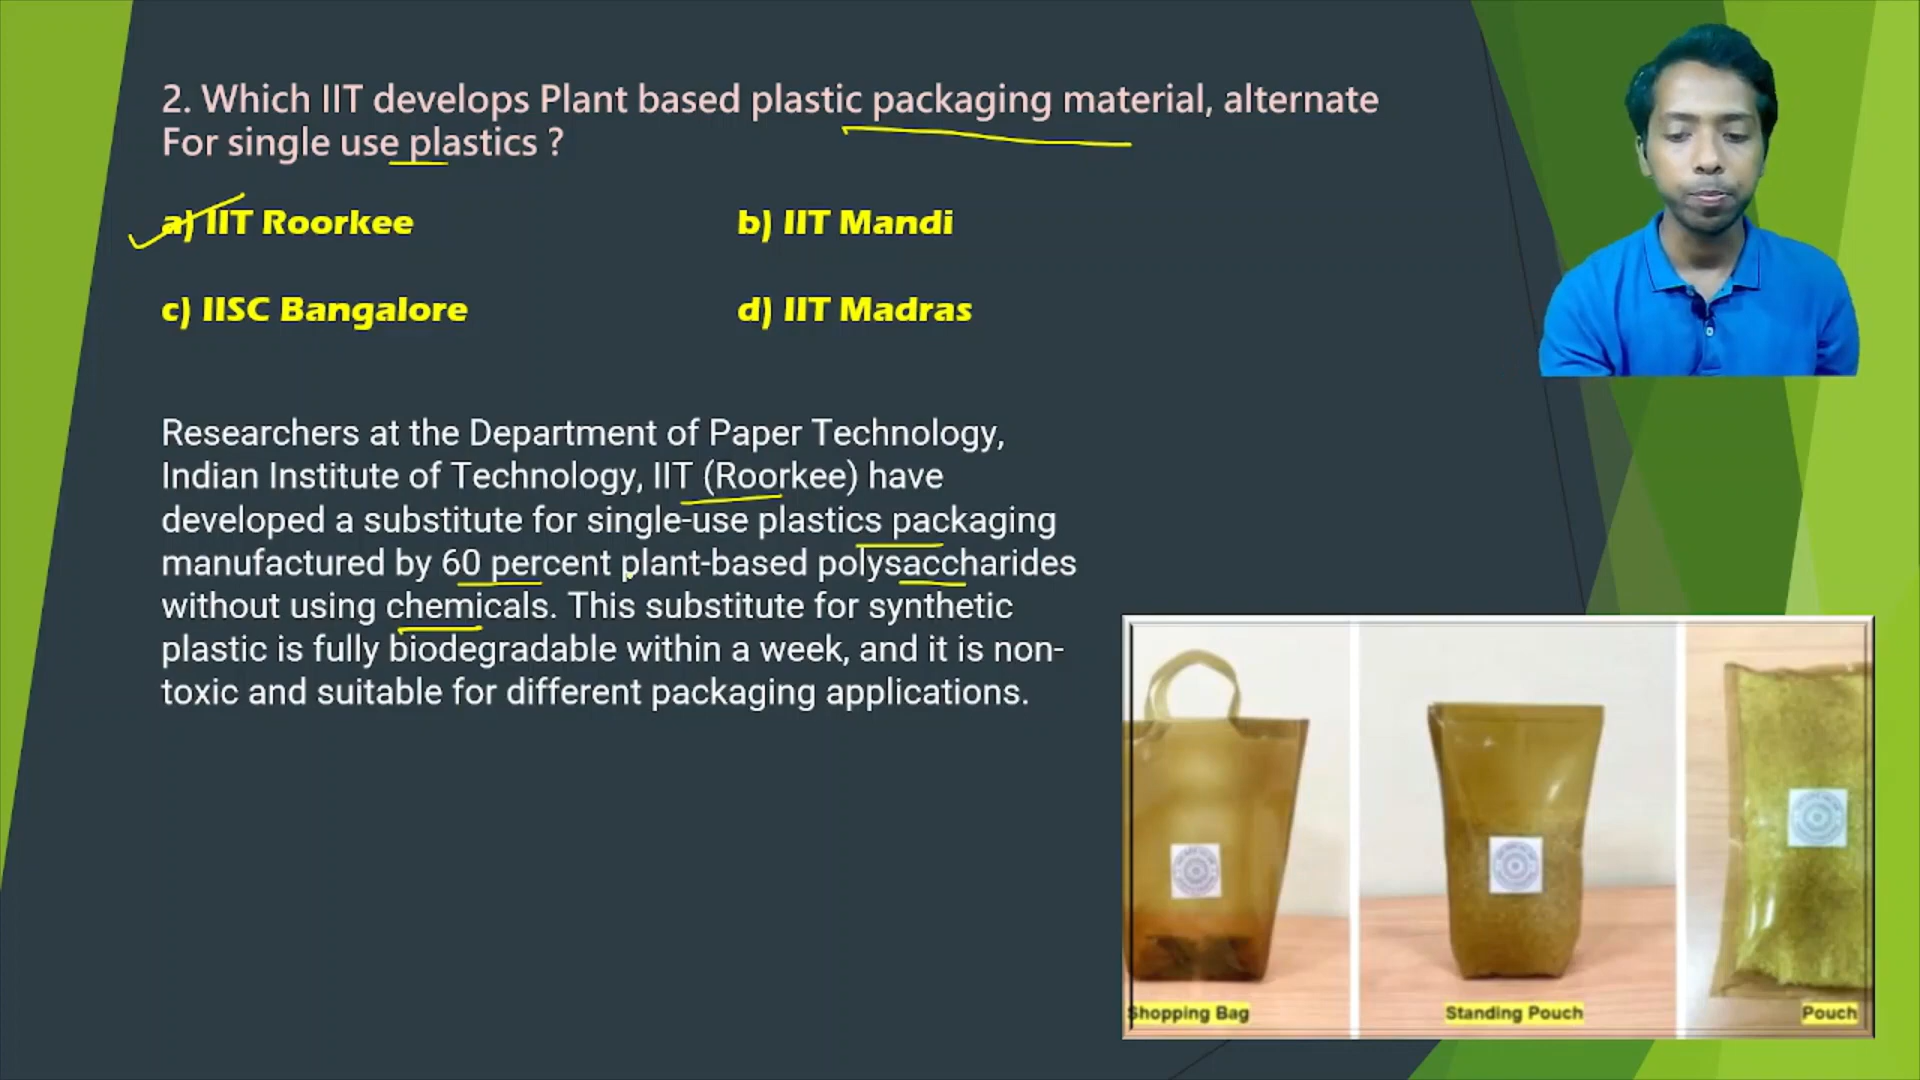 2. Which IIT develops Plant based plastic packaging material, alternate
For single use plastics ?
a) IIT Roorkee
b) IIT Mandi
c) IISC Bangalore
d) IIT Madras
Researchers at the Department of Paper Technology,
Indian Institute of Technology, IIT (Roorkee) have
developed a substitute for single-use plastics packaging
manufactured by 60 percent plant-based polysaccharides
without using chemicals. This substitute for synthetic
plastic is fully biodegradable within a week, and it is non-
toxic and suitable for different packaging applications.
Shopping Bag
Standing Pouch
Pouch